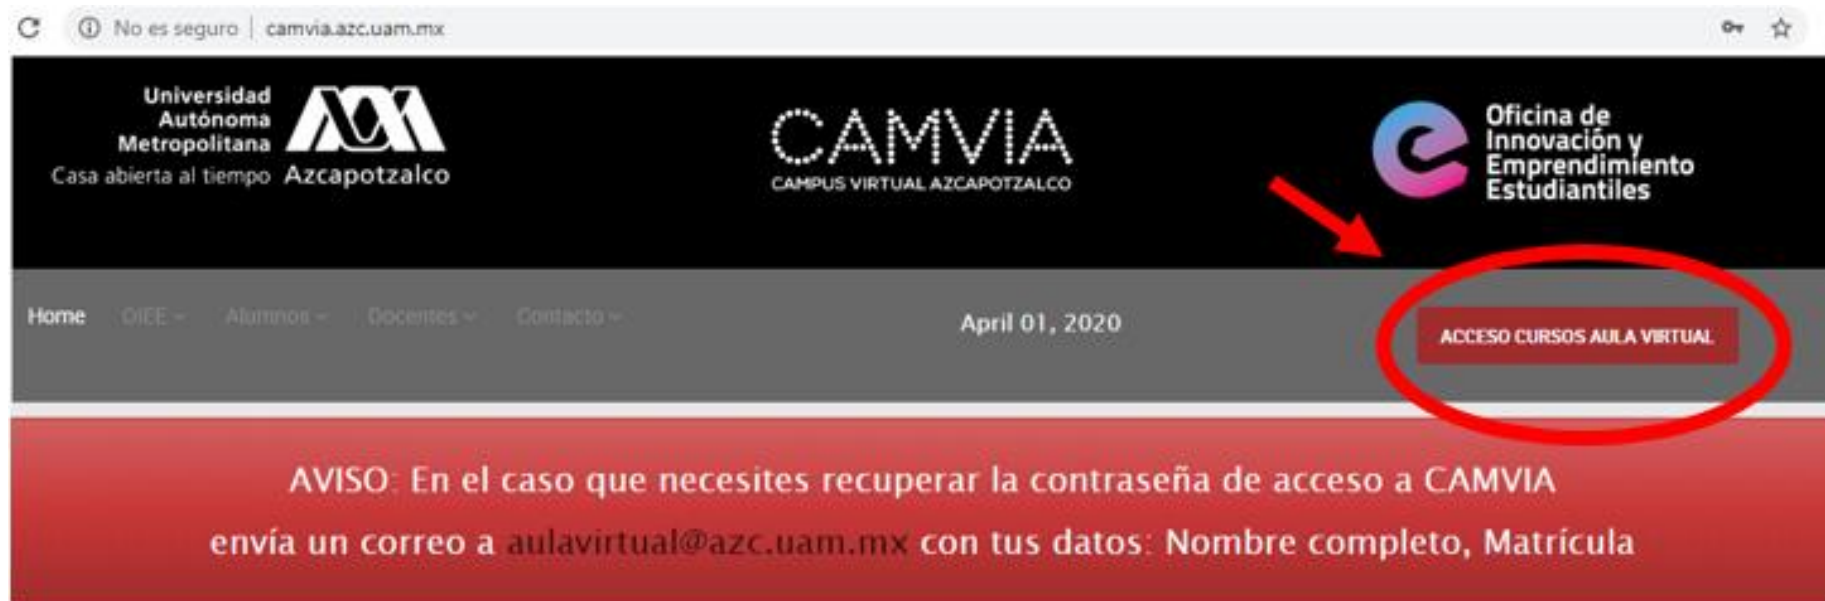 No es seguro | camvia.azc.uam.mx
Universidad
Autónoma
Metropolitana
Casa abierta al tiempo Azcapotzalco
CAMVIA
CAMPUS VIRTUAL AZCAPOTZALCO
Oficina de
Innovación y
Emprendimiento
Estudiantiles
Home OIEE Alumnos Docentes Contacto
April 01, 2020
ACCESO CURSOS AULA VIRTUAL
AVISO: En el caso que necesites recuperar la contraseña de acceso a CAMVIA
envía un correo a aulavirtual@azc.uam.mx con tus datos: Nombre completo, Matrícula